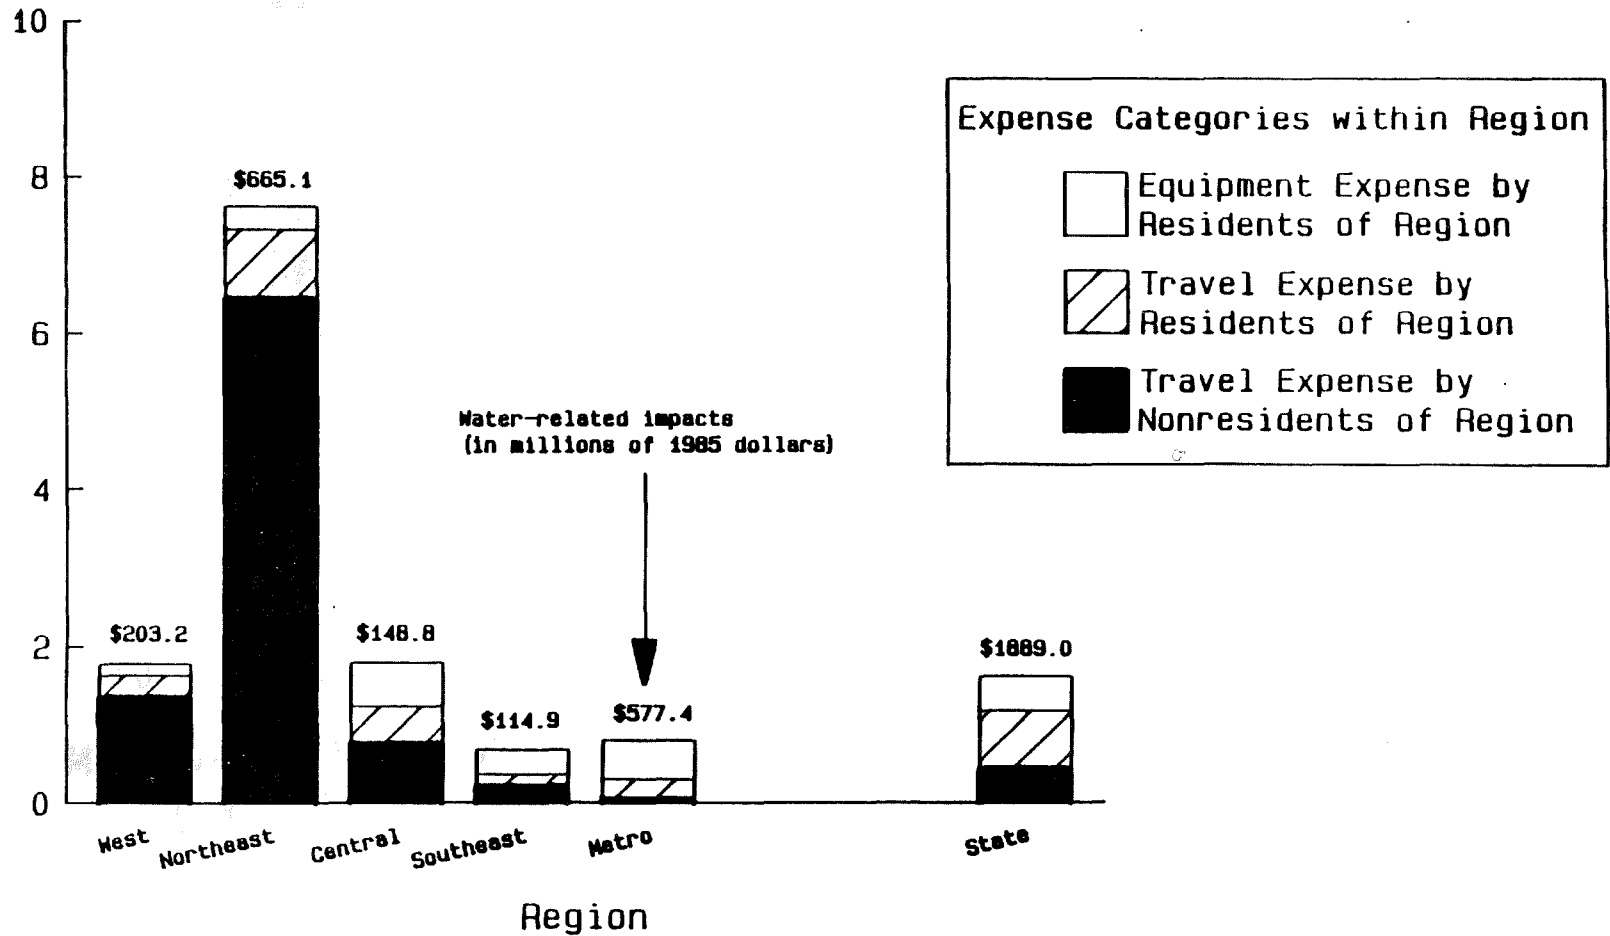 10
8
6
4
2
0
$203.2
$665.1
$148.8
$114.9
$577.4
$1889.0
Water-related impacts
(in millions of 1985 dollars)
Expense Categories within Region
Equipment Expense by
Residents of Region
Travel Expense by
Residents of Region
Travel Expense by
Nonresidents of Region
West
Northeast
Central
Southeast
Metro
State
Region